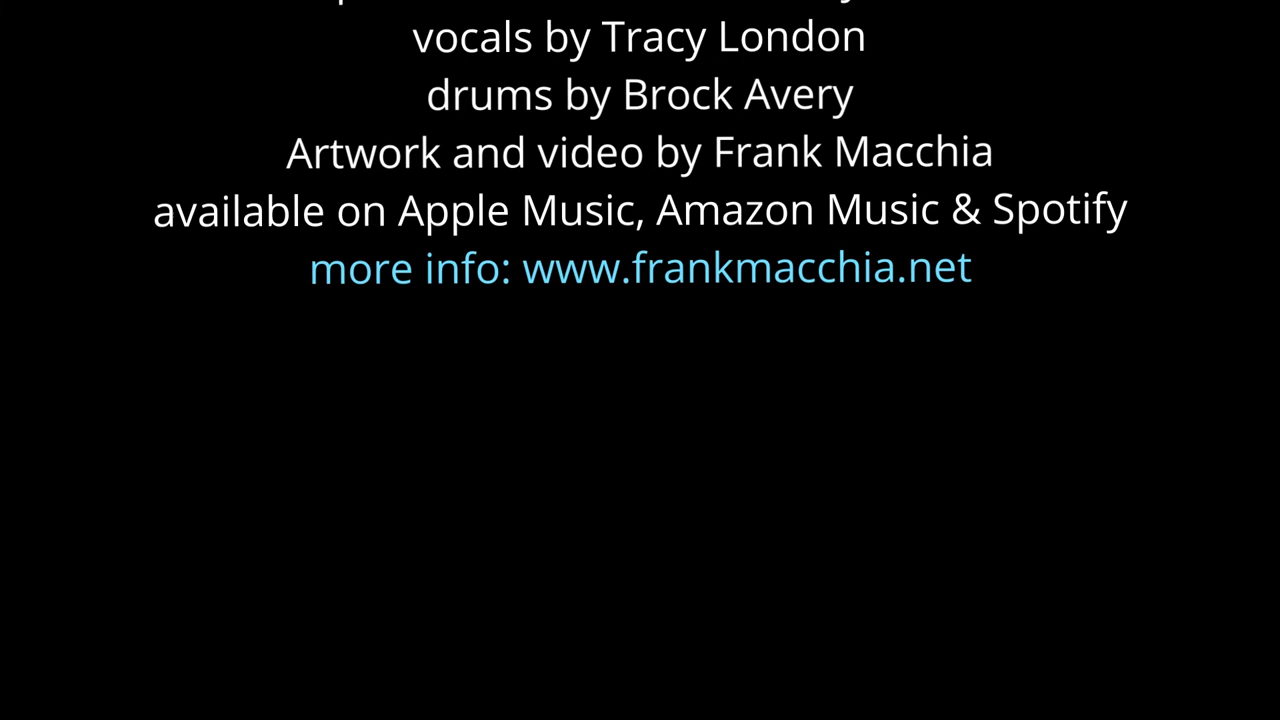 vocals by Tracy London
drums by Brock Avery
Artwork and video by Frank Macchia
available on Apple Music, Amazon Music & Spotify
more info: www.frankmacchia.net